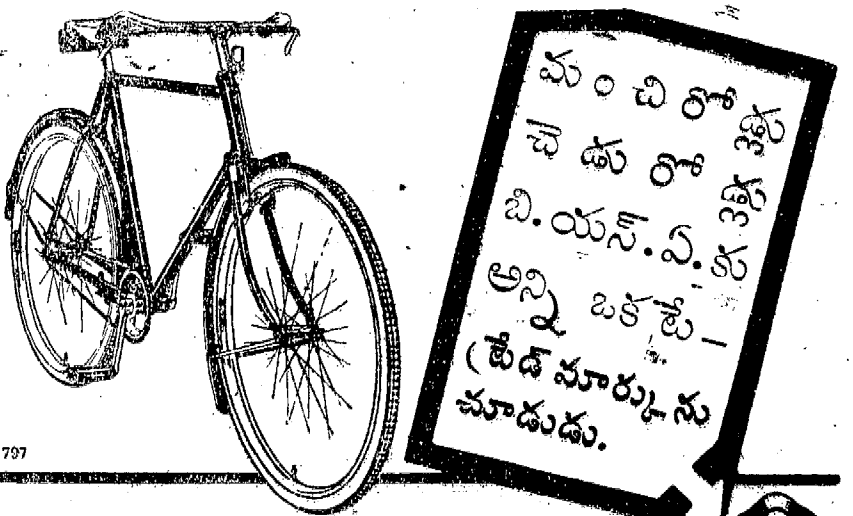 మంచి రోడ్లు
చెడు రోడ్లు
బి. యస్. ఏ. కు
అన్ని ఒకటే –
(టేడ్ మార్కును
చూడుడు.
797